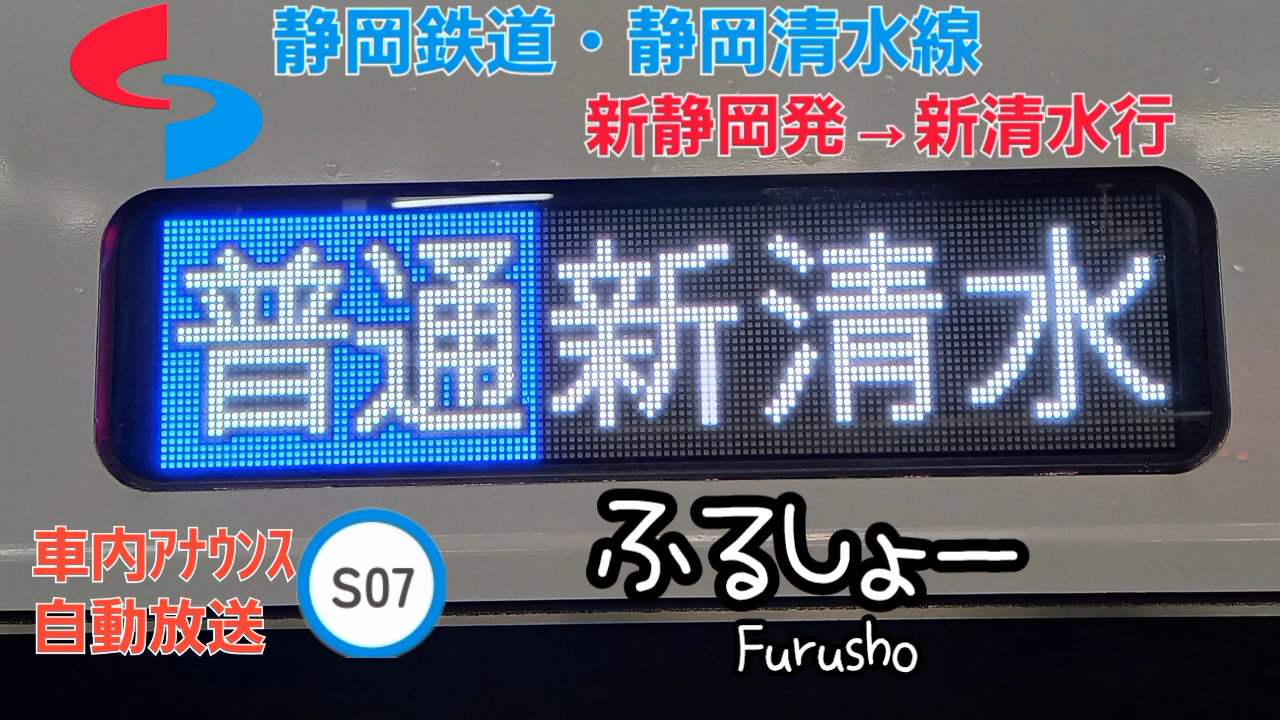 静岡鉄道・静岡清水線
新静岡発→新清水行
普通 新清水
車内ｱﾅｳﾝｽ
自動放送
S07
ふるしょー
Furusho